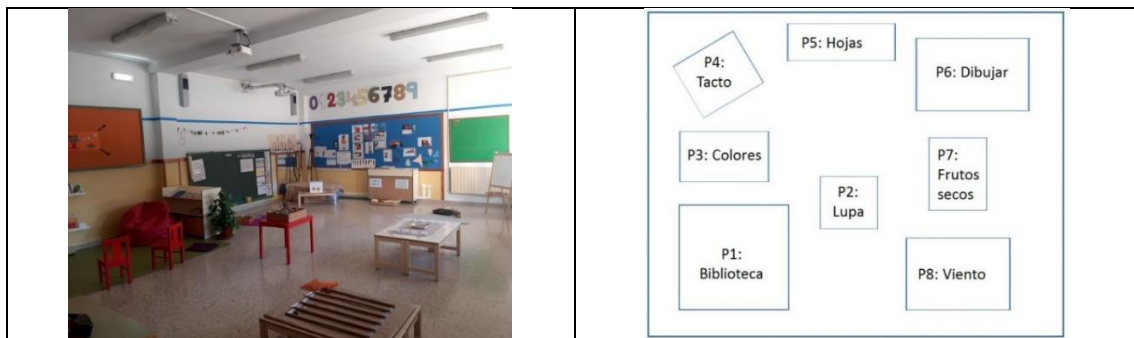 0123456789
P5: Hojas
P4:
Tacto
P6: Dibujar
P3: Colores
P7:
Frutos
secos
P2:
Lupa
P1:
Biblioteca
P8: Viento